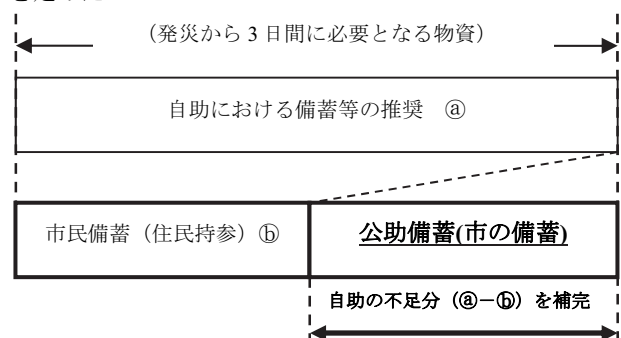 （発災から 3 日間に必要となる物資）
自助における備蓄等の推奨　ⓐ
市民備蓄（住民持参）ⓑ
公助備蓄(市の備蓄)
自助の不足分（ⓐ－ⓑ）を補完